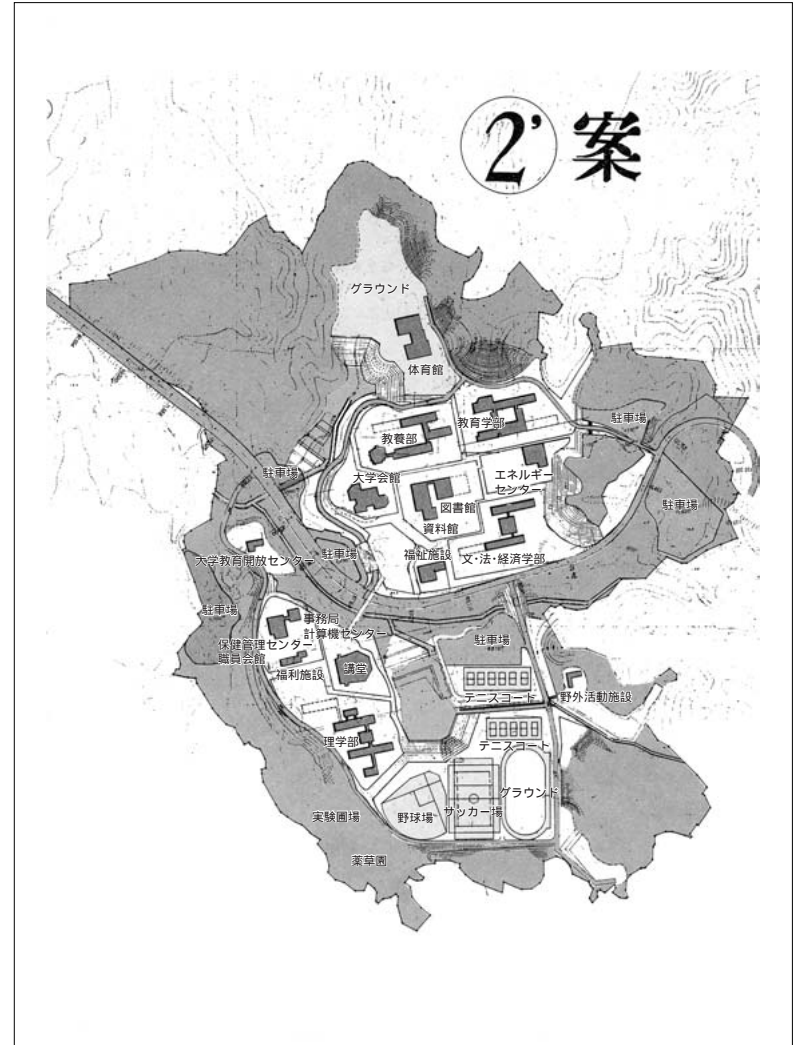 2' 案
グラウンド
体育館
教育学部
教養部
駐車場
駐車場
大学会館
エネルギー
センター
図書館
資料館
駐車場
駐車場
福祉施設
文・法・経済学部
大学教育開放センター
駐車場
事務局
計算機センター
保健管理センター
職員会館
福利施設
講堂
駐車場
テニスコート
野外活動施設
理学部
テニスコート
グラウンド
サッカー場
野球場
実験圃場
薬草園